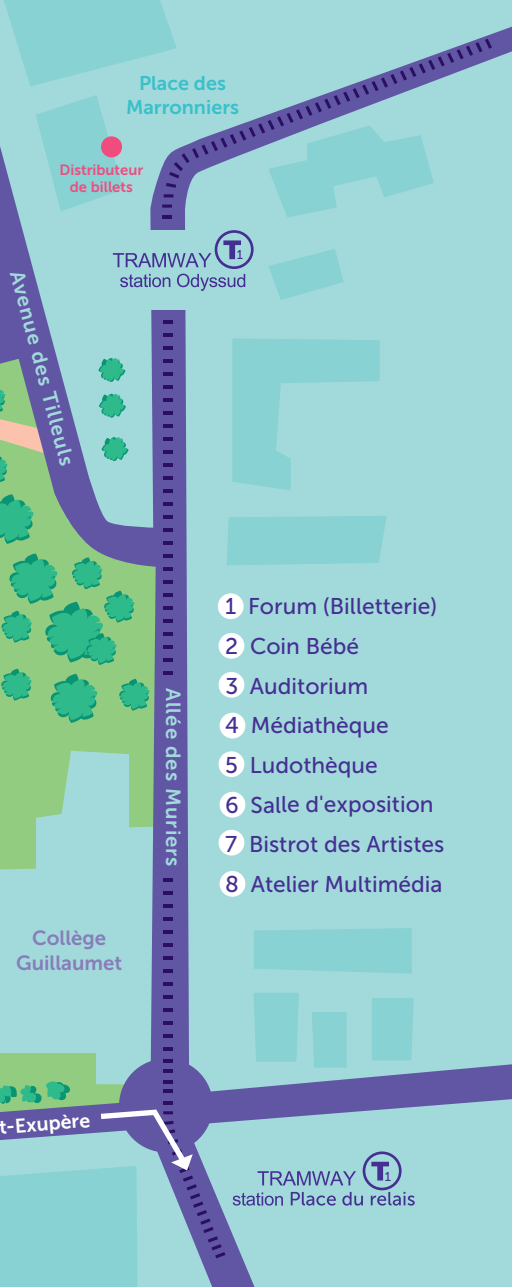 Place des
Marronniers
Distributeur
de billets
TRAMWAY T1
station Odyssud
Avenue des Tilleuls
1 Forum (Billetterie)
2 Coin Bébé
3 Auditorium
4 Médiathèque
5 Ludothèque
6 Salle d'exposition
7 Bistrot des Artistes
8 Atelier Multimédia
Allée des Muriers
Collège
Guillaumet
t-Exupère
TRAMWAY T1
station Place du relais